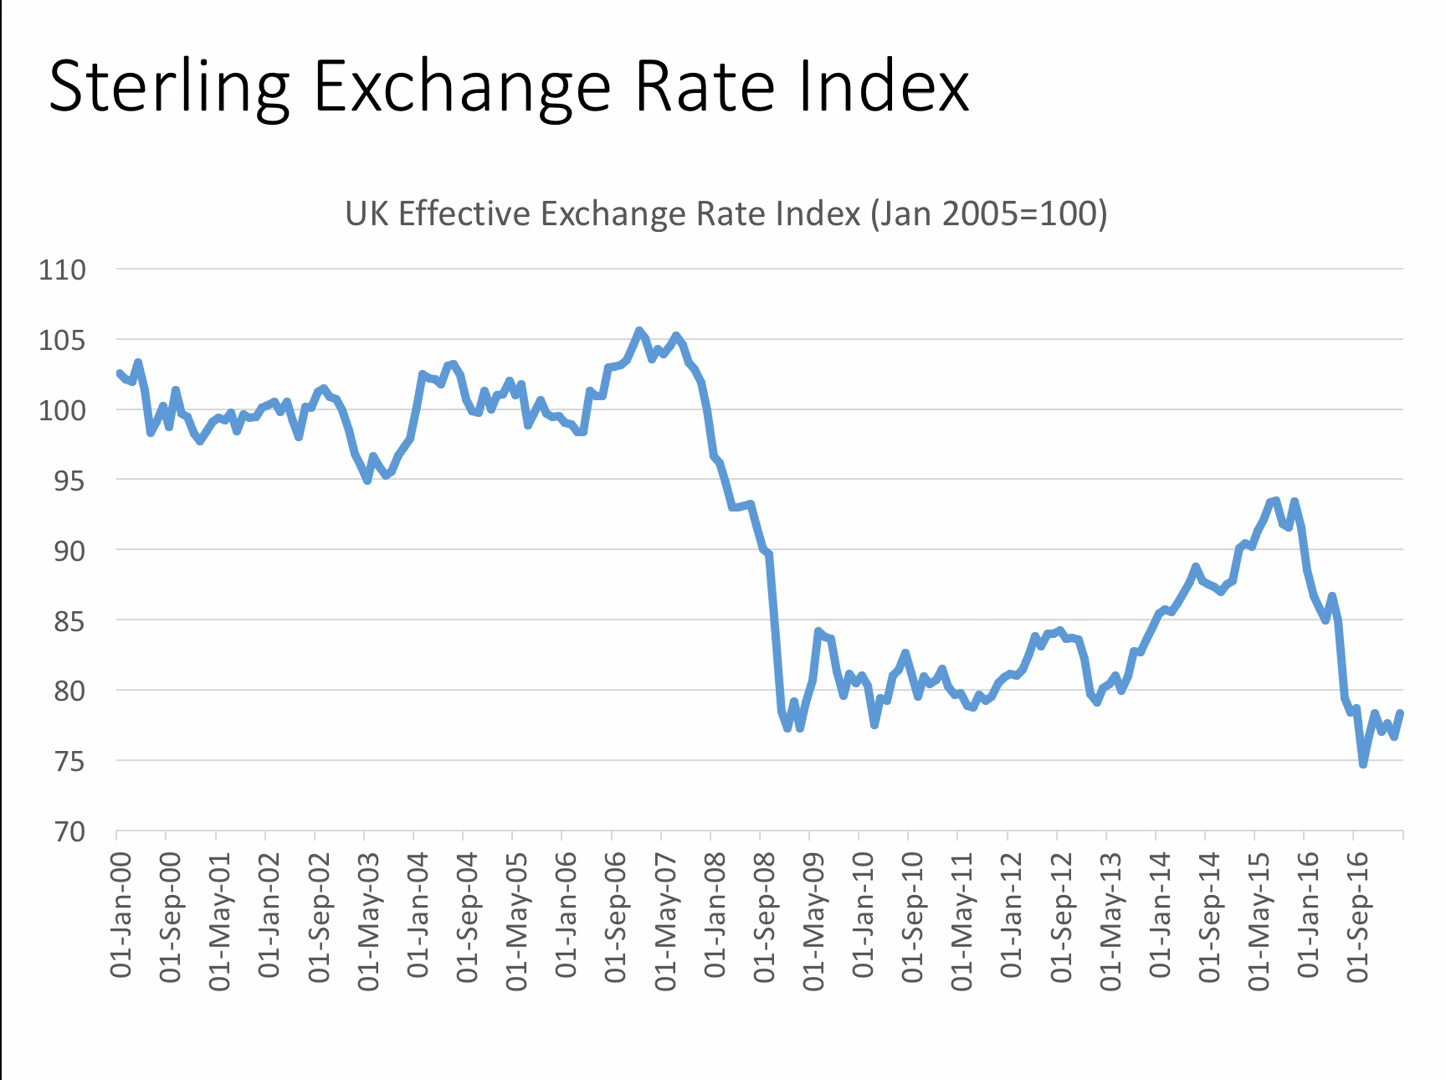 Sterling Exchange Rate Index
UK Effective Exchange Rate Index (Jan 2005=100)
110
105
100
95
90
85
80
75
70
01-Jan-00
01-Sep-00
01-May-01
01-Jan-02
01-Sep-02
01-May-03
01-Jan-04
01-Sep-04
01-May-05
01-Jan-06
01-Sep-06
01-May-07
01-Jan-08
01-Sep-08
01-May-09
01-Jan-10
01-Sep-10
01-May-11
01-Jan-12
01-Sep-12
01-May-13
01-Jan-14
01-Sep-14
01-May-15
01-Jan-16
01-Sep-16